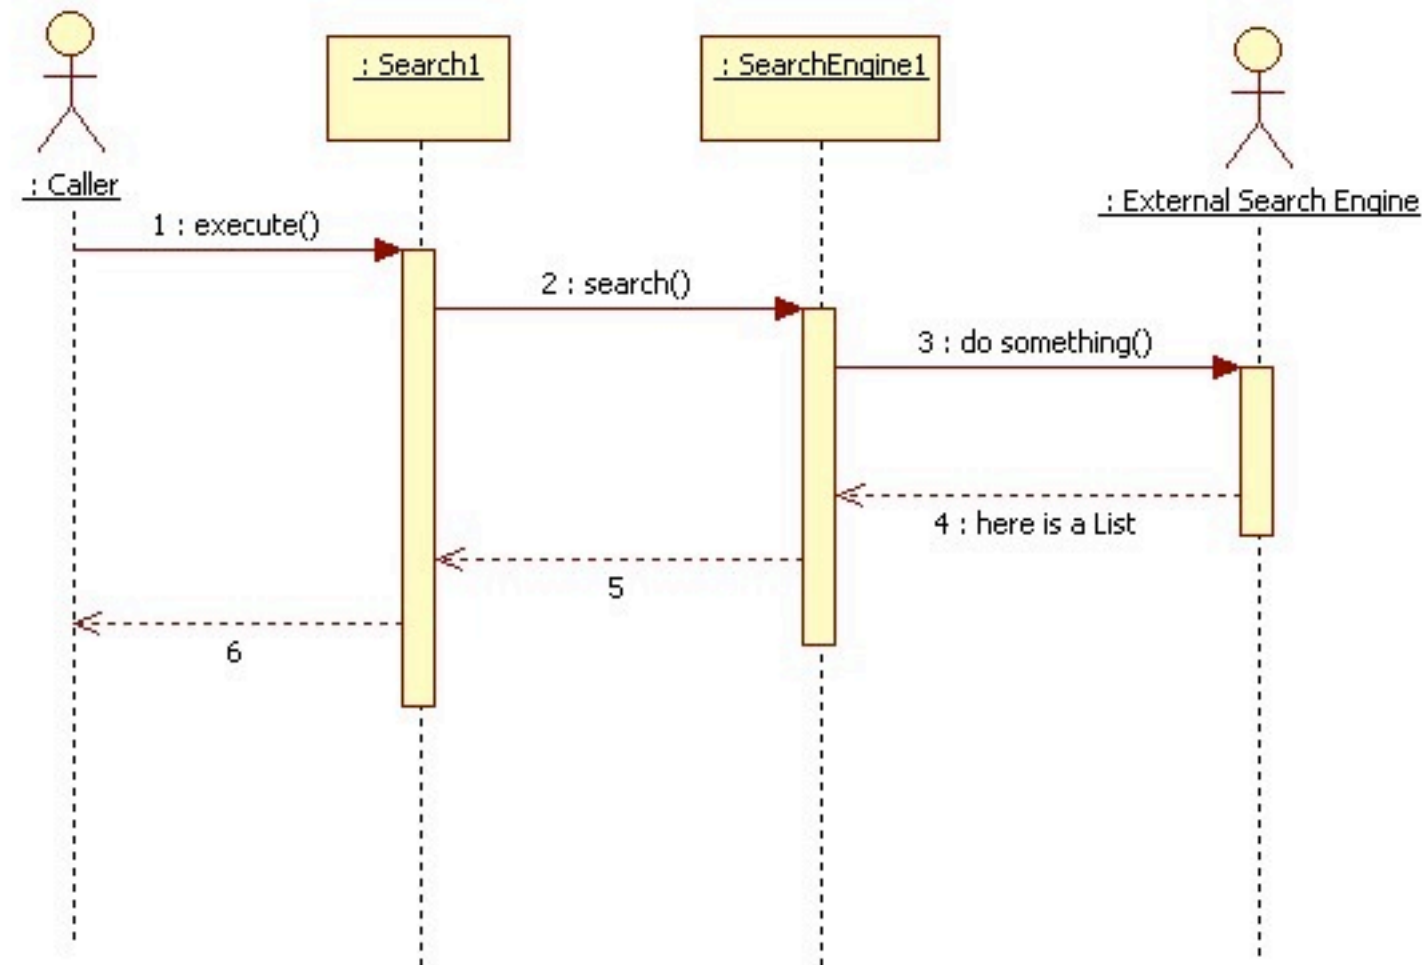 : Search1
: SearchEngine1
: Caller
: External Search Engine
1 : execute()
2 : search()
3 : do something()
4 : here is a List
5
6